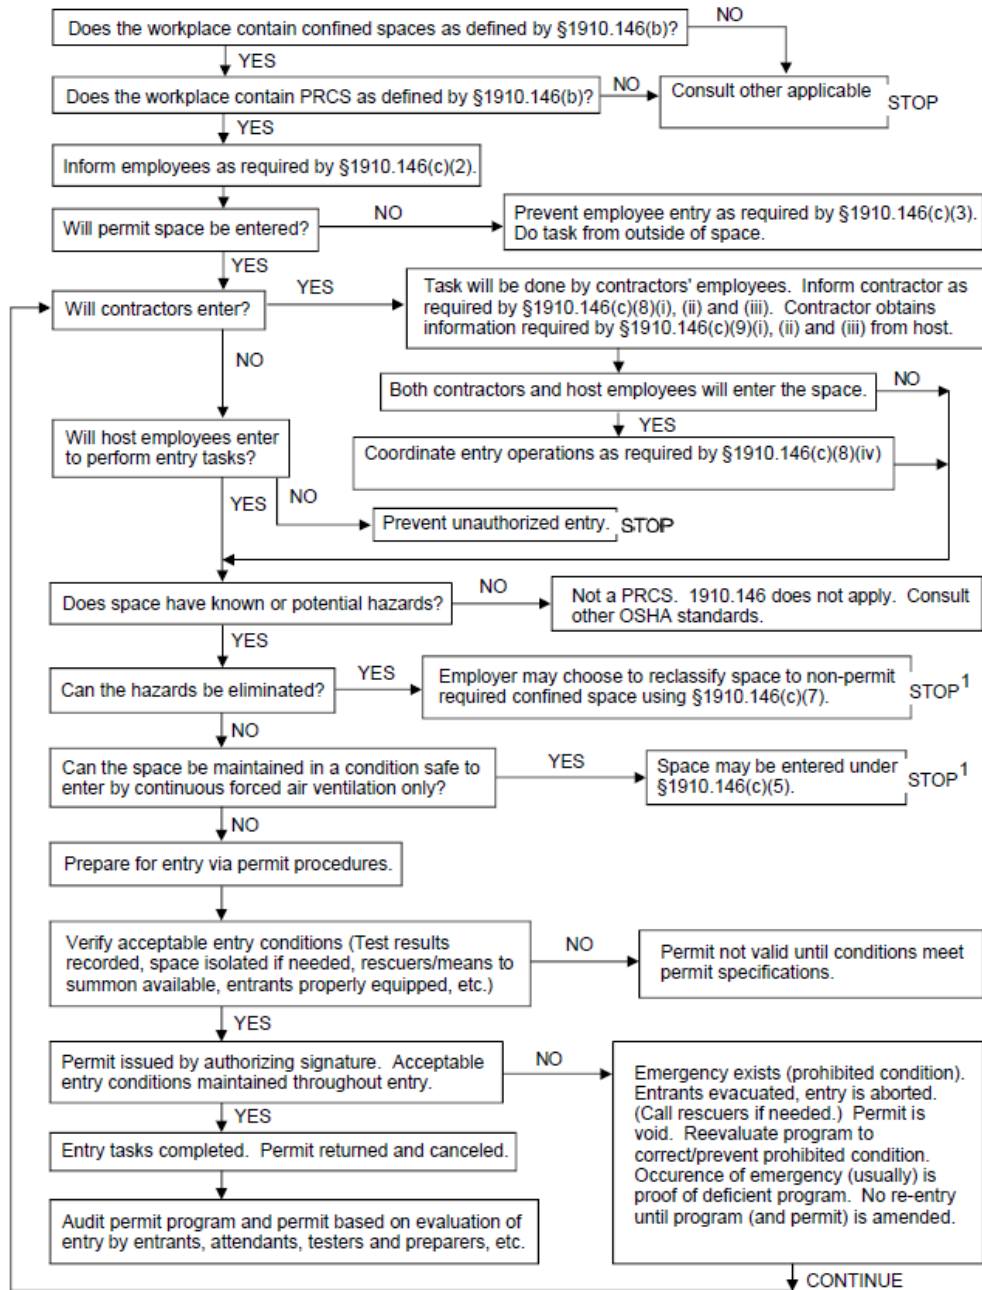 Does the workplace contain confined spaces as defined by §1910.146(b)?
NO
YES
Does the workplace contain PRCS as defined by §1910.146(b)?
NO
Consult other applicable
STOP
YES
Inform employees as required by §1910.146(c)(2).
Will permit space be entered?
NO
Prevent employee entry as required by §1910.146(c)(3).
Do task from outside of space.
YES
Will contractors enter?
YES
Task will be done by contractors' employees. Inform contractor as
required by §1910.146(c)(8)(i), (ii) and (iii). Contractor obtains
information required by §1910.146(c)(9)(i), (ii) and (iii) from host.
NO
Both contractors and host employees will enter the space.
NO
YES
Will host employees enter
to perform entry tasks?
Coordinate entry operations as required by §1910.146(c)(8)(iv)
YES
NO
Prevent unauthorized entry.
STOP
Does space have known or potential hazards?
NO
Not a PRCS. 1910.146 does not apply. Consult
other OSHA standards.
YES
Can the hazards be eliminated?
YES
Employer may choose to reclassify space to non-permit
required confined space using §1910.146(c)(7).
STOP¹
NO
Can the space be maintained in a condition safe to
enter by continuous forced air ventilation only?
YES
Space may be entered under
§1910.146(c)(5).
STOP¹
NO
Prepare for entry via permit procedures.
Verify acceptable entry conditions (Test results
recorded, space isolated if needed, rescuers/means to
summon available, entrants properly equipped, etc.)
NO
Permit not valid until conditions meet
permit specifications.
YES
Permit issued by authorizing signature. Acceptable
entry conditions maintained throughout entry.
NO
Emergency exists (prohibited condition).
Entrants evacuated, entry is aborted.
(Call rescuers if needed.) Permit is
void. Reevaluate program to
correct/prevent prohibited condition.
Occurence of emergency (usually) is
proof of deficient program. No re-entry
until program (and permit) is amended.
YES
Entry tasks completed. Permit returned and canceled.
Audit permit program and permit based on evaluation of
entry by entrants, attendants, testers and preparers, etc.
CONTINUE